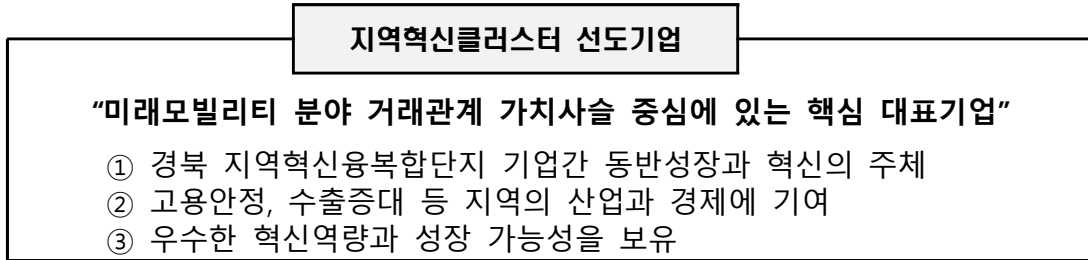 지역혁신클러스터 선도기업
“미래모빌리티 분야 거래관계 가치사슬 중심에 있는 핵심 대표기업”
① 경북 지역혁신융복합단지 기업간 동반성장과 혁신의 주체
② 고용안정, 수출증대 등 지역의 산업과 경제에 기여
③ 우수한 혁신역량과 성장 가능성을 보유